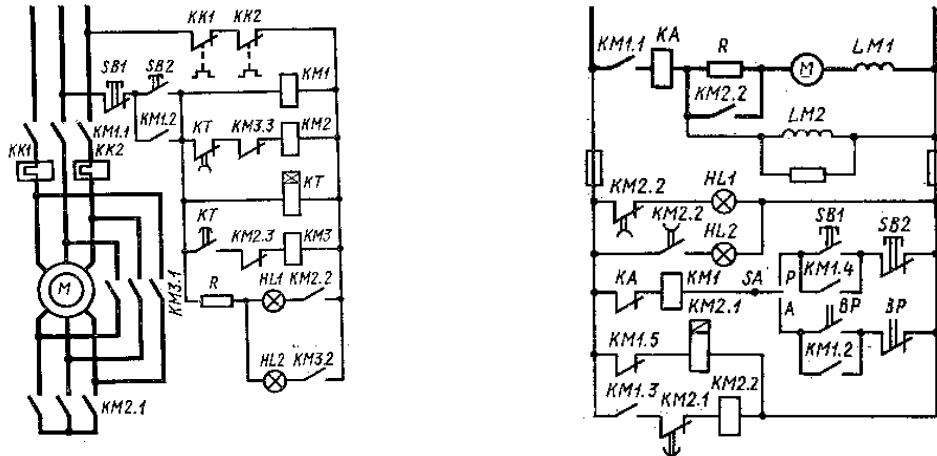 KK1 KK2
SB1 SB2
KM1
KM1.1 KM1.2
KT KM3.3 KM2
KK1 KK2
KT
KT
KM2.3 KM3
KM3.1
M
R HL1 KM2.2
HL2 KM3.2
KM2.1
KM1.1 KA R LM1
M
KM2.2
LM2
KM2.2 HL1
KM2.2 HL2
SB1 SB2
KA KM1 SA P KM1.4
KM2.1 A BP BP
KM1.5 KM1.2
KM1.3 KM2.1 KM2.2